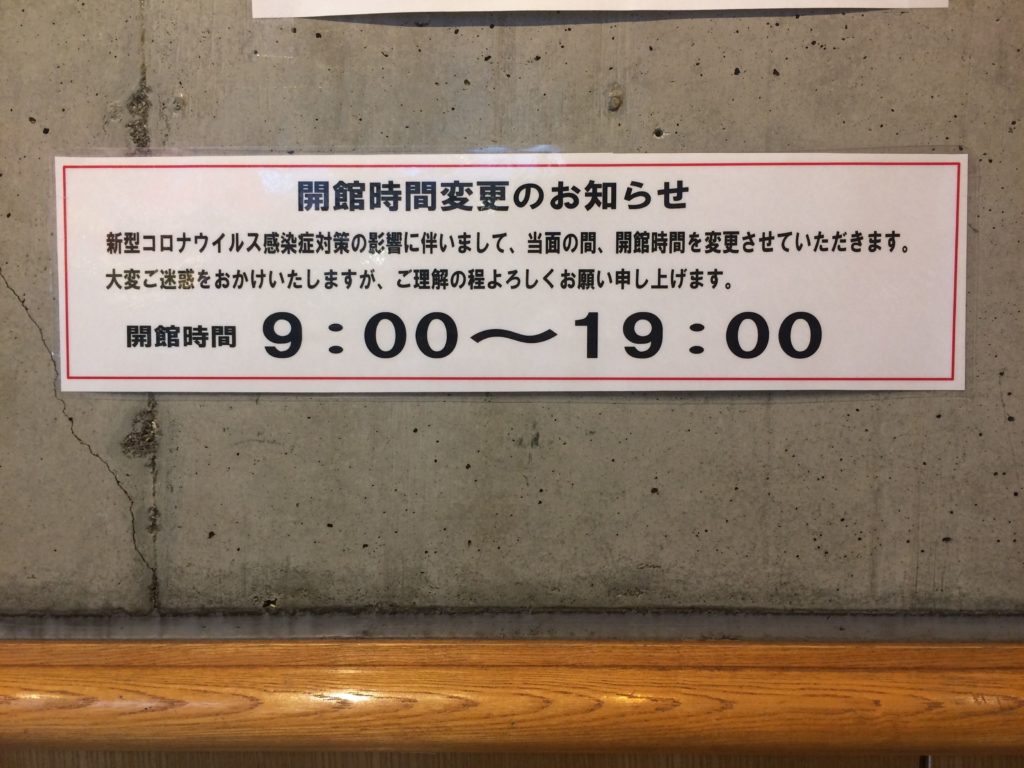 開館時間変更のお知らせ
新型コロナウイルス感染症対策の影響に伴いまして、当面の間、開館時間を変更させていただきます。
大変ご迷惑をおかけいたしますが、ご理解の程よろしくお願い申し上げます。
開館時間 9:00〜19:00